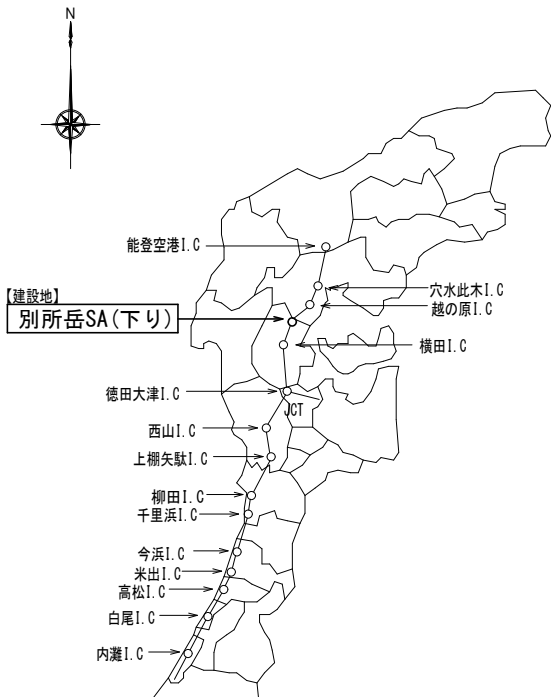 N
能登空港I.C
穴水此木I.C
越の原I.C
【建設地】
別所岳SA(下り)
横田I.C
徳田大津I.C
JCT
西山I.C
上棚矢駄I.C
柳田I.C
千里浜I.C
今浜I.C
米出I.C
高松I.C
白尾I.C
内灘I.C